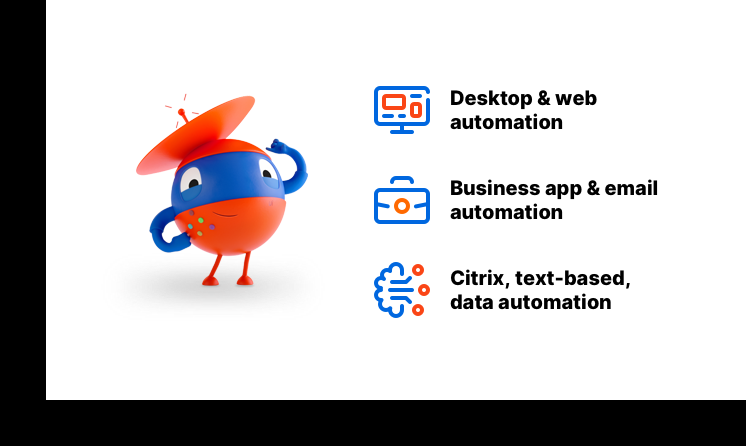 Desktop & web
automation
Business app & email
automation
Citrix, text-based,
data automation